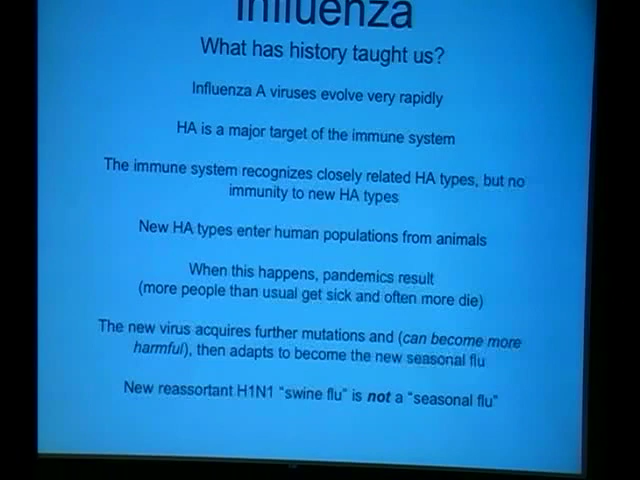 Influenza
What has history taught us?
Influenza A viruses evolve very rapidly
HA is a major target of the immune system
The immune system recognizes closely related HA types, but no
immunity to new HA types
New HA types enter human populations from animals
When this happens, pandemics result
(more people than usual get sick and often more die)
The new virus acquires further mutations and (can become more
harmful), then adapts to become the new seasonal flu
New reassortant H1N1 “swine flu” is not a “seasonal flu”